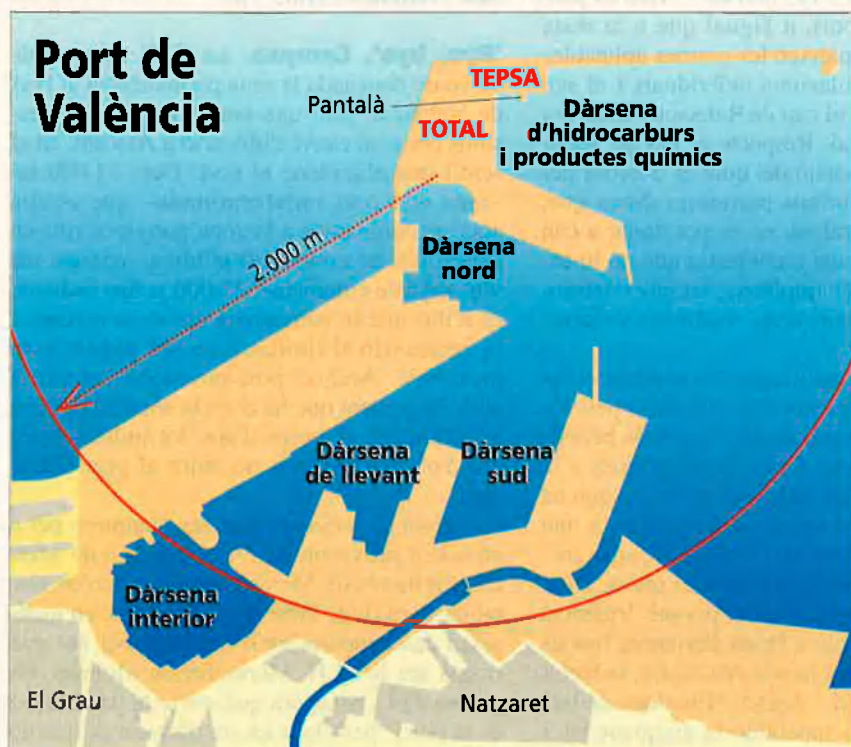 Port de
València
TEPSA
Pantalà
TOTAL
Dàrsena
d'hidrocarburs
i productes químics
Dàrsena
nord
2.000 m
Dàrsena
de llevant
Dàrsena
sud
Dàrsena
interior
El Grau
Natzaret